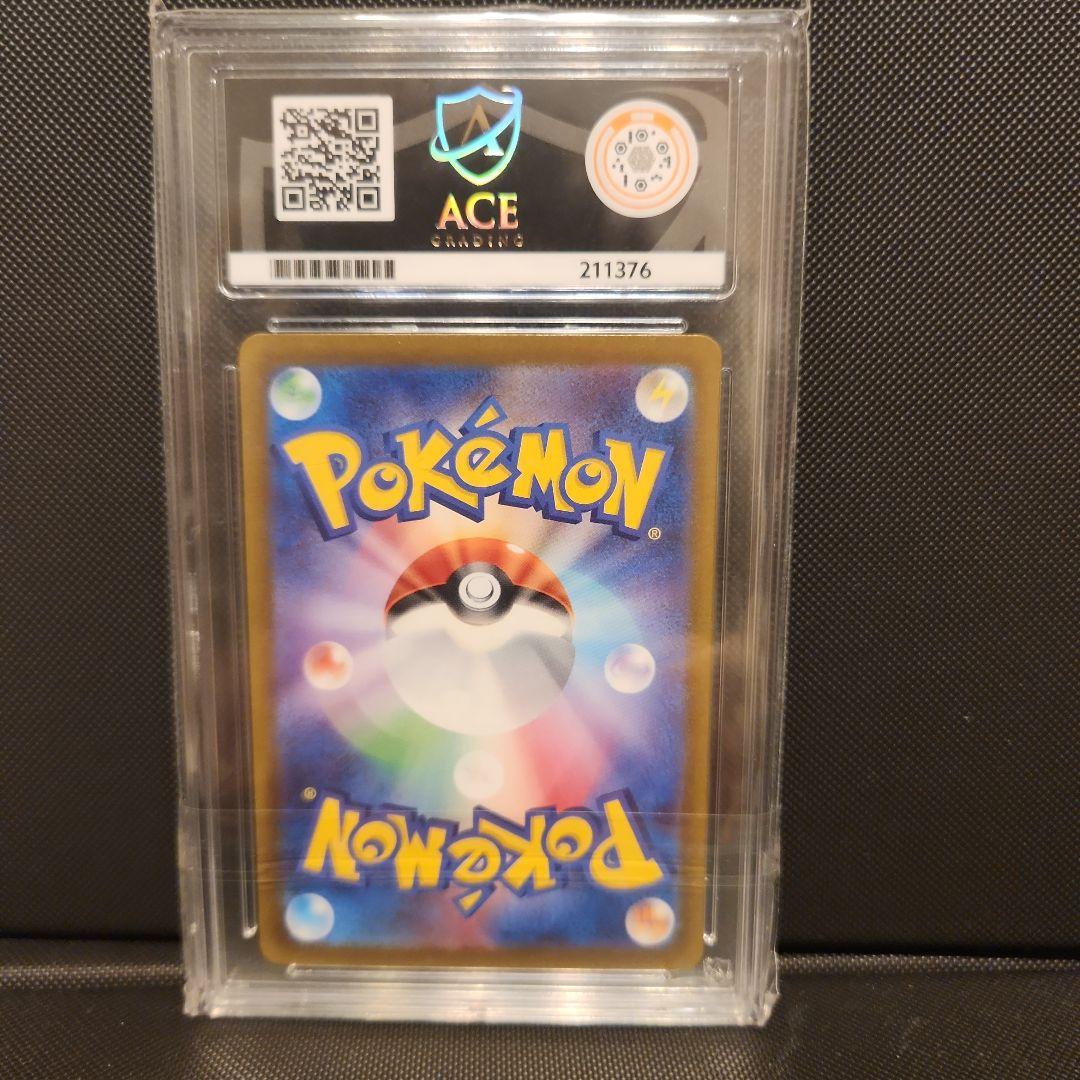 ACE
GRADING
211376
POKéMON
®
®
POKéMON